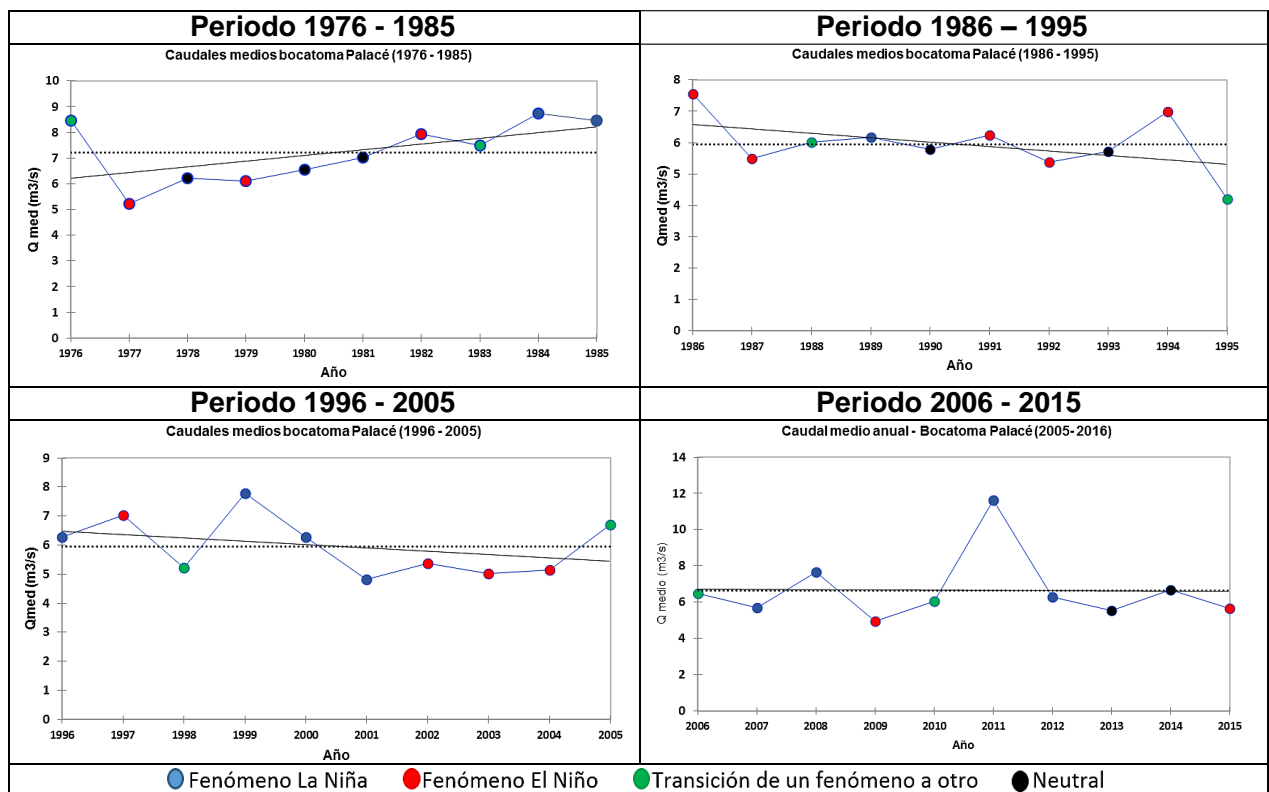 Periodo 1976 - 1985
Caudales medios bocatoma Palacé (1976 - 1985)
Q med (m3/s)
10
9
8
7
6
5
4
3
2
1
0
1976 1977 1978 1979 1980 1981 1982 1983 1984 1985
Año
Periodo 1986 – 1995
Caudales medios bocatoma Palacé (1986 - 1995)
Qmed (m3/s)
8
7
6
5
4
3
2
1
0
1986 1987 1988 1989 1990 1991 1992 1993 1994 1995
Año
Periodo 1996 - 2005
Caudales medios bocatoma Palacé (1996 - 2005)
Qmed (m3/s)
9
8
7
6
5
4
3
2
1
0
1996 1997 1998 1999 2000 2001 2002 2003 2004 2005
Año
Periodo 2006 - 2015
Caudal medio anual - Bocatoma Palacé (2005- 2016)
Q medio (m3/s)
14
12
10
8
6
4
2
0
2006 2007 2008 2009 2010 2011 2012 2013 2014 2015
Año
Fenómeno La Niña Fenómeno El Niño Transición de un fenómeno a otro Neutral